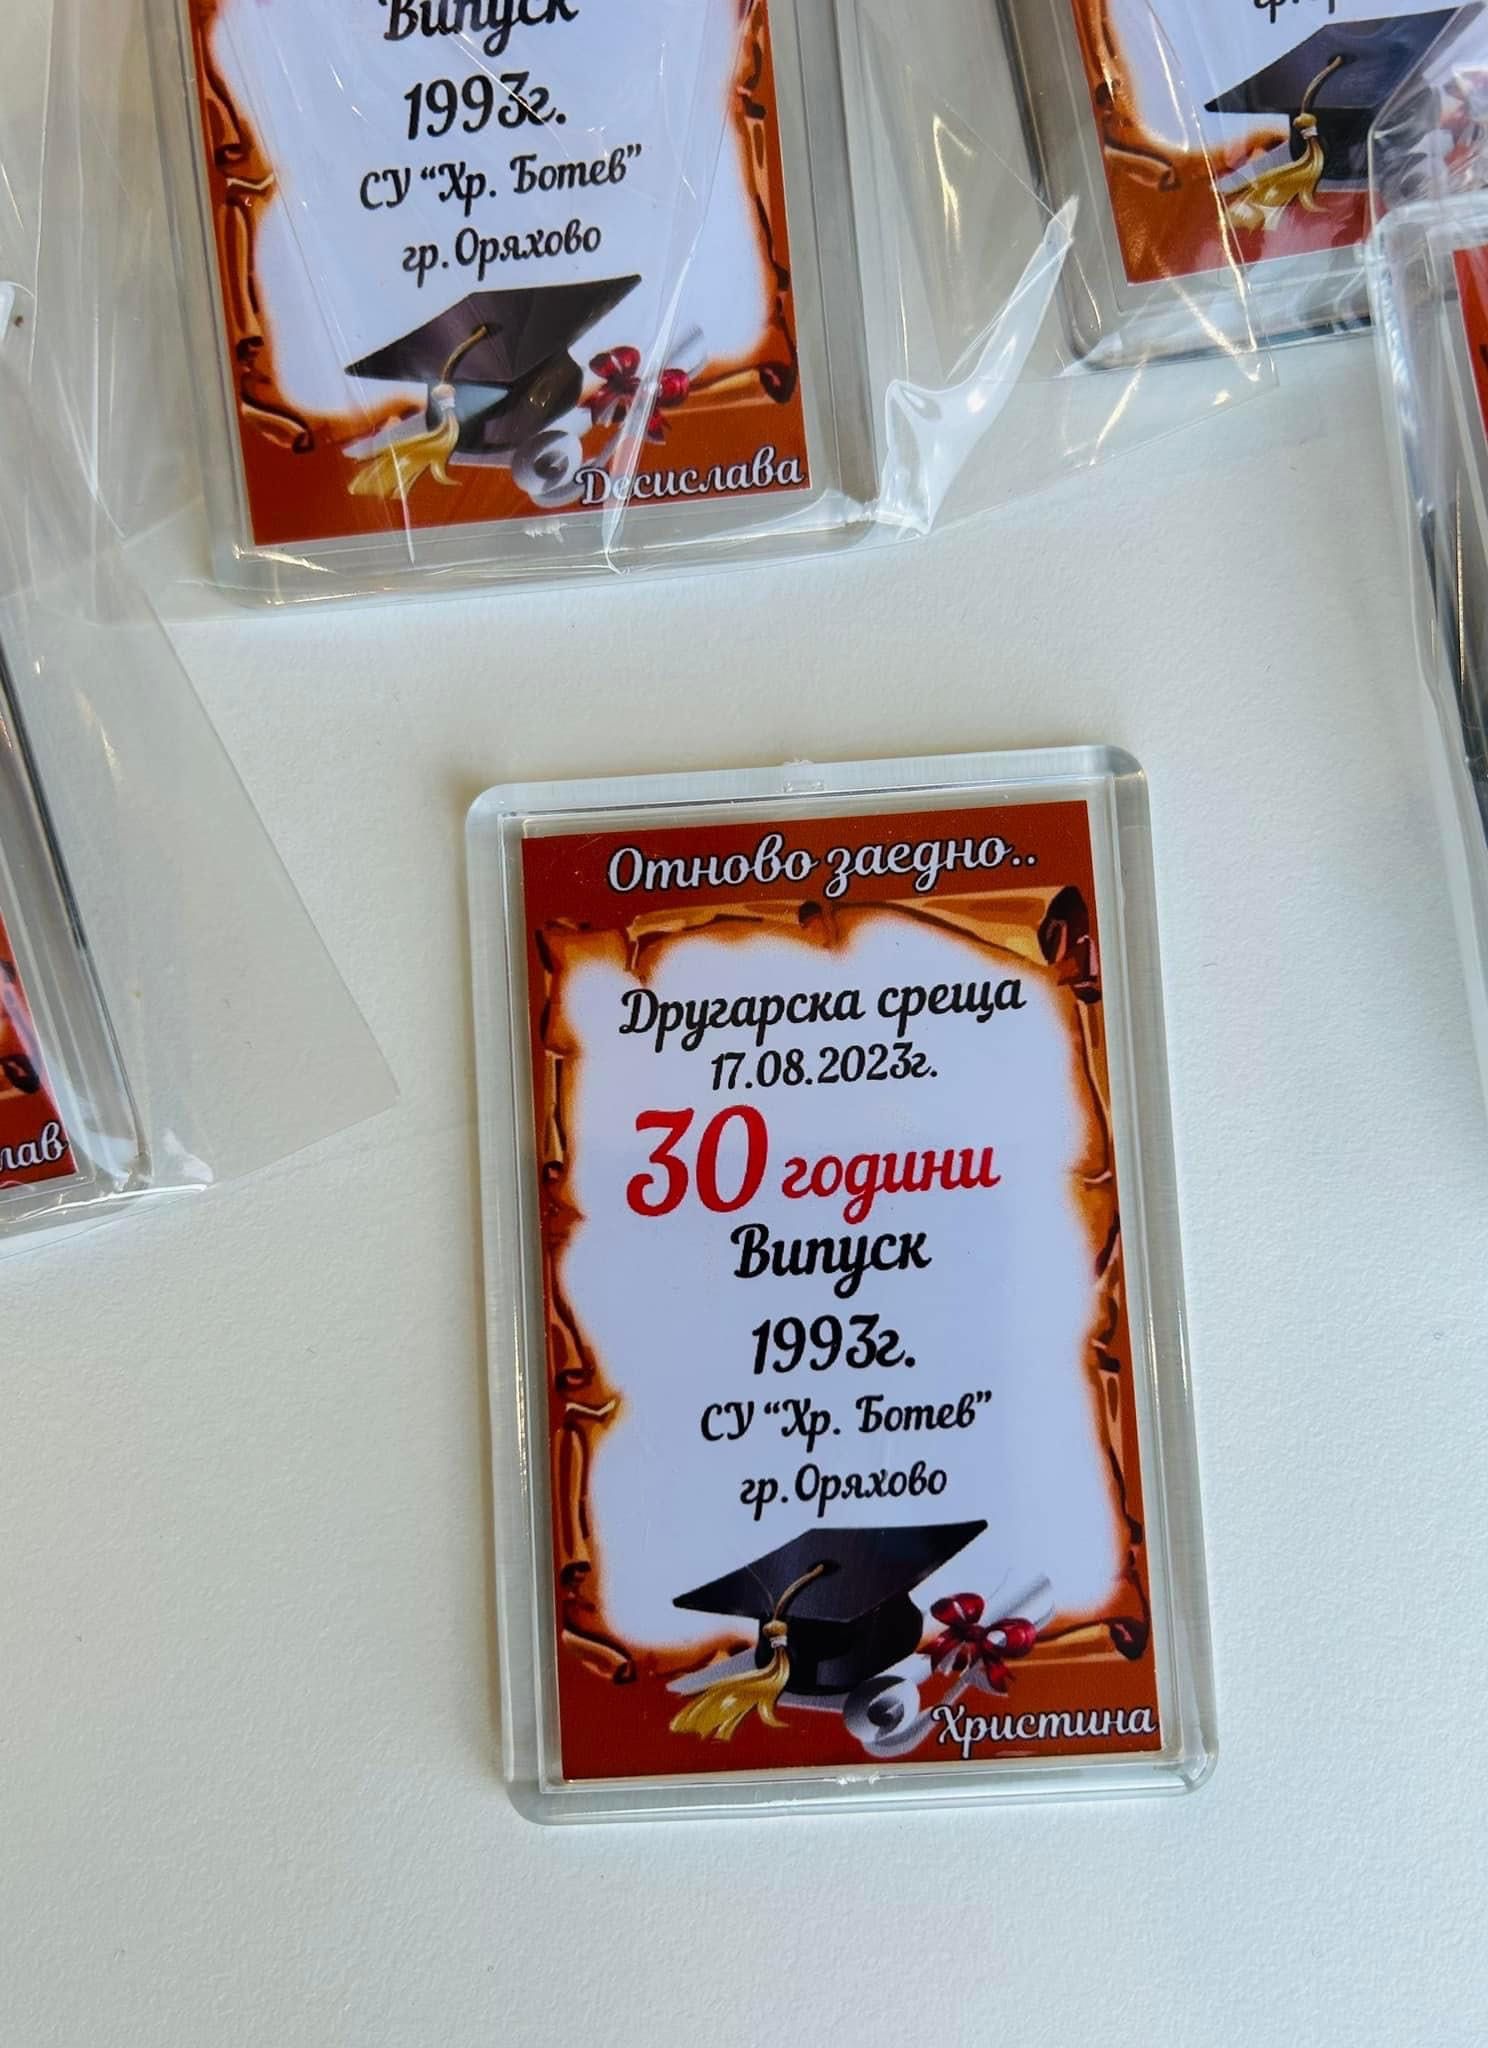 Випуск
1993г.
СУ “Хр. Ботев”
гр.Оряхово
Десислава
лав
Отново заедно..
Другарска среща
17.08.2023г.
30 години
Випуск
1993г.
СУ “Хр. Ботев”
гр.Оряхово
Христина